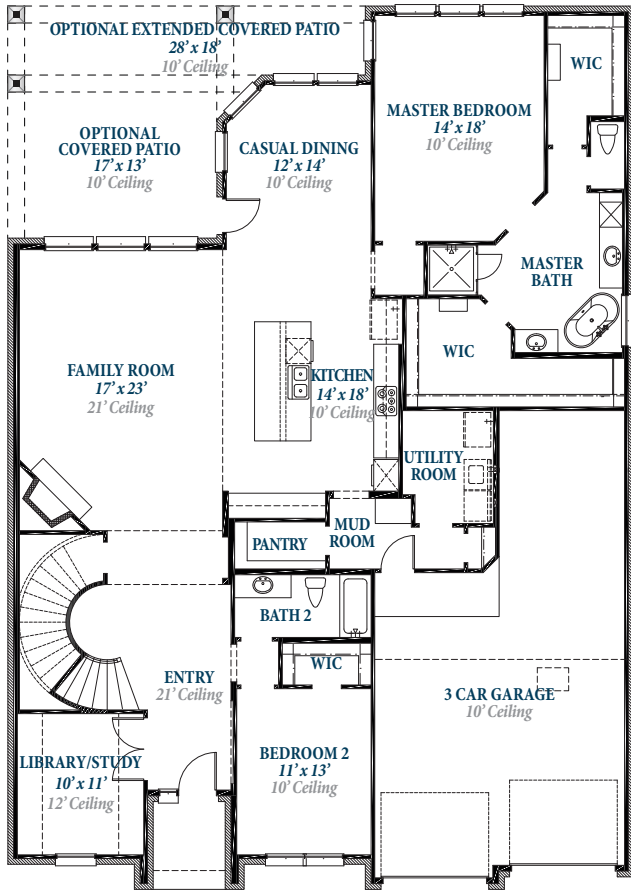 OPTIONAL EXTENDED COVERED PATIO
28' x 18'
10' Ceiling
WIC
MASTER BEDROOM
14' x 18'
10' Ceiling
OPTIONAL
COVERED PATIO
17' x 13'
10' Ceiling
CASUAL DINING
12' x 14'
10' Ceiling
MASTER
BATH
WIC
FAMILY ROOM
17' x 23'
21' Ceiling
KITCHEN
14' x 18'
10' Ceiling
UTILITY
ROOM
MUD
ROOM
PANTRY
BATH 2
WIC
ENTRY
21' Ceiling
3 CAR GARAGE
10' Ceiling
LIBRARY/STUDY
10' x 11'
12' Ceiling
BEDROOM 2
11' x 13'
10' Ceiling